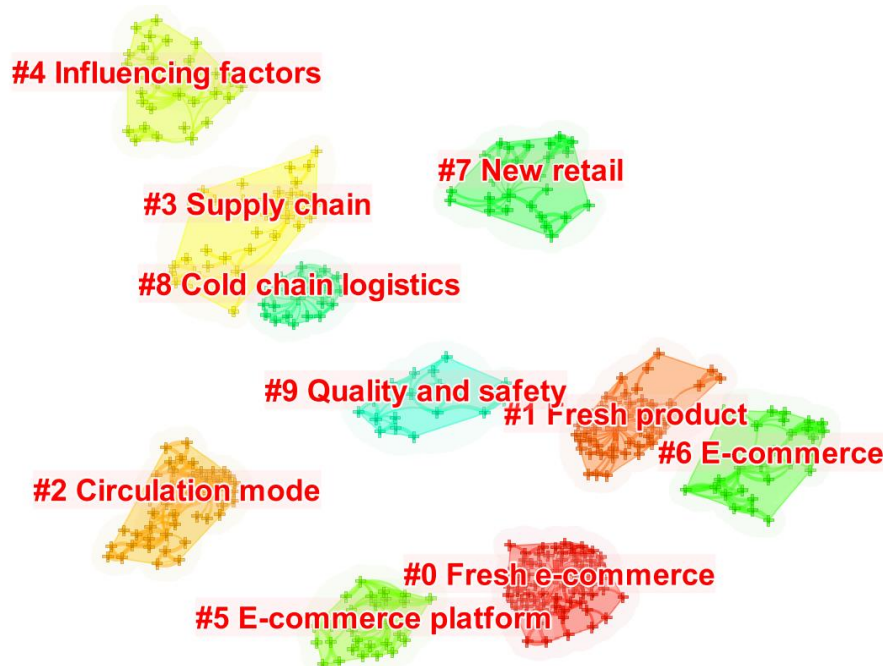 #4 Influencing factors
#7 New retail
#3 Supply chain
#8 Cold chain logistics
#9 Quality and safety
#1 Fresh product
#6 E-commerce
#2 Circulation mode
#0 Fresh e-commerce
#5 E-commerce platform